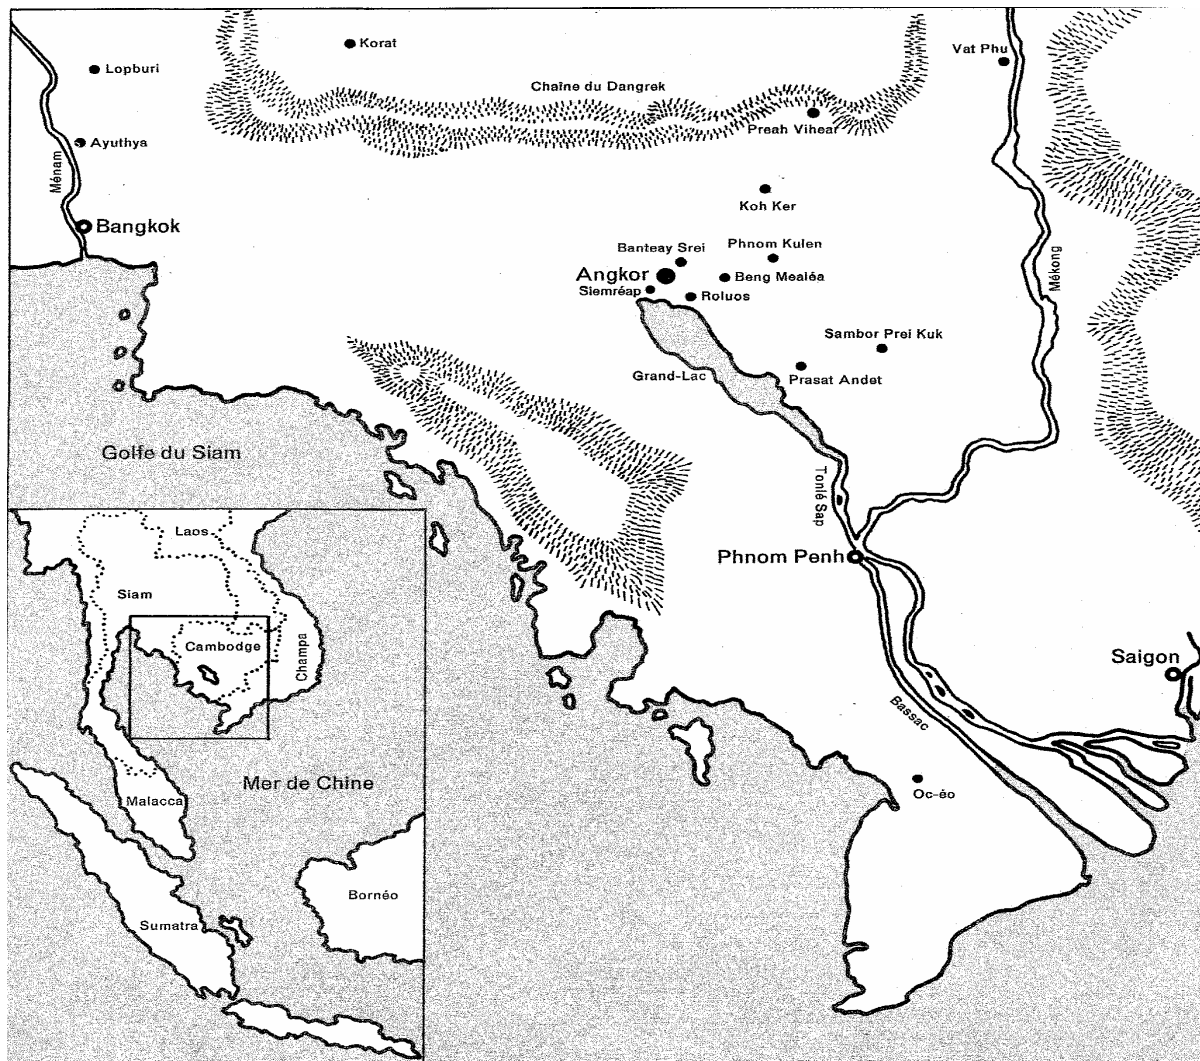 Korat
Vat Phu
Lopburi
Chaîne du Dangrek
Preah Vihear
Ayuthya
Ménam
Koh Ker
Bangkok
Banteay Srei
Phnom Kulen
Angkor
Beng Mealéa
Siemréap
Roluos
Mékong
Sambor Prei Kuk
Grand-Lac
Prasat Andet
Golfe du Siam
Tonlé Sap
Phnom Penh
Saigon
Bassac
Oc-éo
Laos
Siam
Cambodge
Champa
Mer de Chine
Malacca
Bornéo
Sumatra